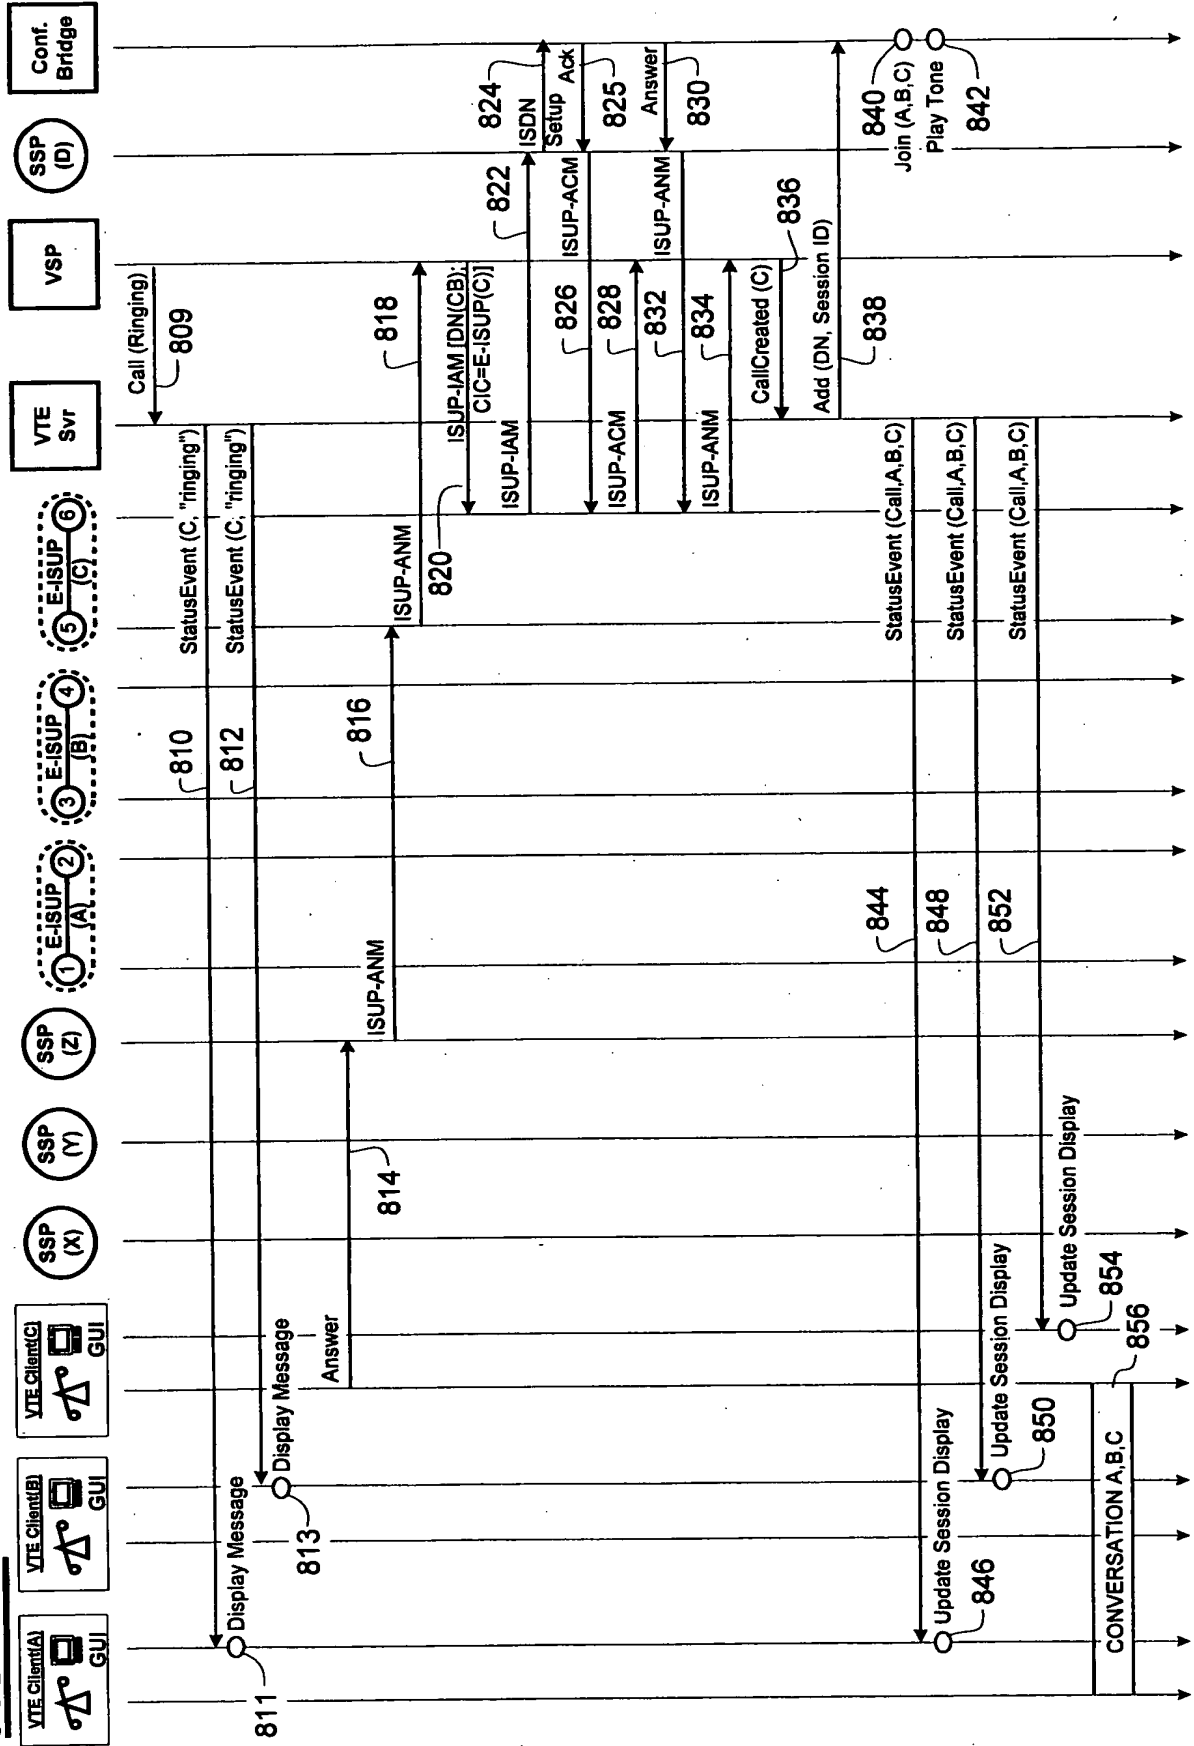 VTE Client(A)
GUI
VTE Client(B)
GUI
VTE Client(C)
GUI
SSP
(X)
SSP
(Y)
SSP
(Z)
1
E-ISUP
(A)
2
3
E-ISUP
(B)
4
5
E-ISUP
(C)
6
VTE
Svr
VSP
SSP
(D)
Conf.
Bridge
Call (Ringing)
809
StatusEvent (C, "ringing")
810
Display Message
811
StatusEvent (C, "ringing")
812
Display Message
813
Answer
814
ISUP-ANM
816
ISUP-ANM
818
ISUP-IAM [DN(CB);
CIC=E-ISUP(C)]
820
ISUP-IAM
822
ISDN
Setup
824
Ack
825
ISUP-ACM
826
ISUP-ACM
828
Answer
830
ISUP-ANM
832
ISUP-ANM
834
CallCreated (C)
836
Add (DN, Session ID)
838
Join (A,B,C)
840
Play Tone
842
StatusEvent (Call,A,B,C)
844
Update Session Display
846
StatusEvent (Call,A,B,C)
848
Update Session Display
850
StatusEvent (Call,A,B,C)
852
Update Session Display
854
CONVERSATION A,B,C
856